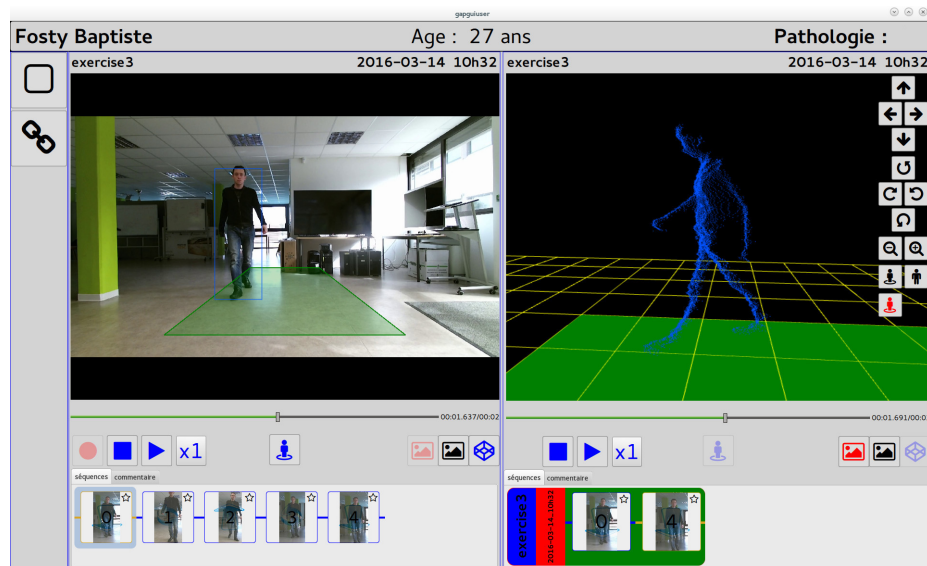 gapguiuser
Fosty Baptiste Age : 27 ans Pathologie :
exercise3 2016-03-14 10h32
exercise3 2016-03-14 10h32
00:01.637/00:02
00:01.691/00:0
x1
x1
séquences commentaire
séquences commentaire
0 1 2 3 4
exercise3 2016-03-14..10h32 0 4